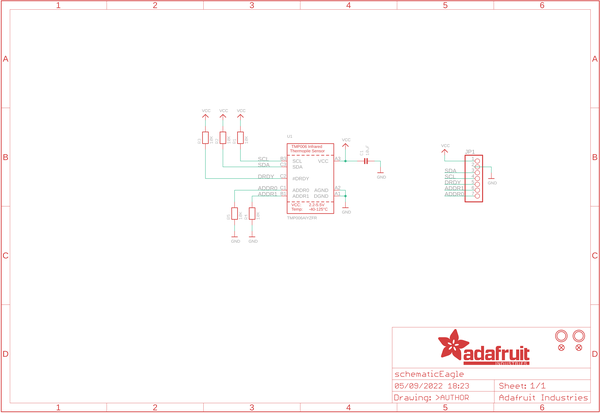 1 2 3 4 5 6
A A
B B
C C
D D
VCC VCC VCC
U1
TMP006 Infrared
Thermopile Sensor
VCC
SCL SCL VCC
SDA SDA
GND
DRDY
ADDR0 ADDR0 AGND
ADDR1 ADDR1 DGND
VCC
Temp:
GND
GND GND
VCC
JP1
SDA
SCL
DRDY
ADDR1
ADDR0
GND
adafruit
INDUSTRIES
schematicEagle
05/09/2022 18:23
Sheet: 1/1
Drawing: >AUTHOR
Adafruit Industries
1 2 3 4 5 6